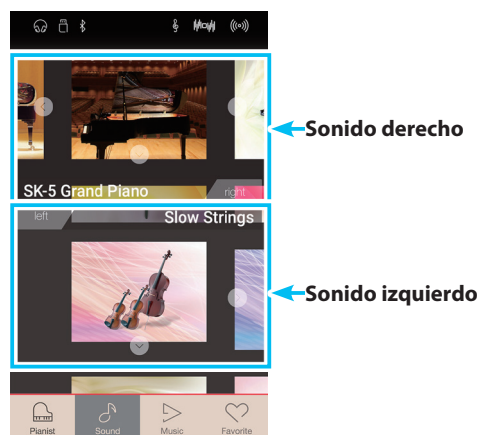 Sonido derecho
SK-5 Grand Piano
right
left
Slow Strings
Sonido izquierdo
Pianist
Sound
Music
Favorite